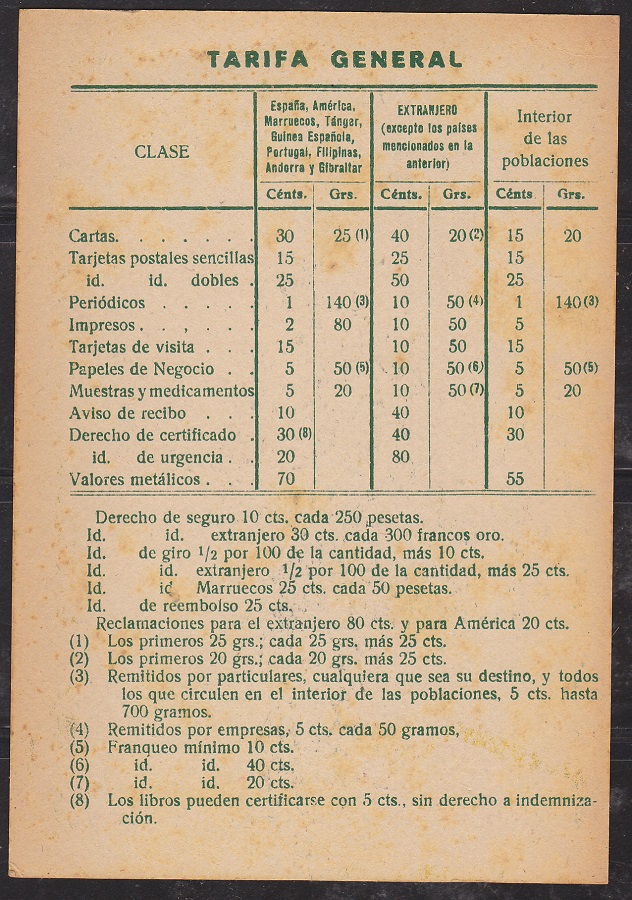 TARIFA GENERAL
CLASE
España, América,
Marruecos, Tánger,
Guinea Española,
Portugal, Filipinas,
Andorra y Gibraltar
EXTRANJERO
(excepto los países
mencionados en la
anterior)
Interior
de las
poblaciones
Cénts. Grs. Cénts. Grs. Cénts Grs.
Cartas. . . . . . . 30 25 (1) 40 20 (2) 15 20
Tarjetas postales sencillas 15 25 15
id. id. dobles . 25 50 25
Periódicos . . . . . 1 140 (3) 10 50 (4) 1 140 (3)
Impresos . . , . . . 2 80 10 50 5
Tarjetas de visita . . . 15 10 50 15
Papeles de Negocio . . 5 50 (5) 10 50 (6) 5 50 (5)
Muestras y medicamentos 5 20 10 50 (7) 5 20
Aviso de recibo . . . 10 40 10
Derecho de certificado . 30 (8) 40 30
id. de urgencia . . 20 80
Valores metálicos . . . 70 55
Derecho de seguro 10 cts. cada 250 pesetas.
Id. id. extranjero 30 cts. cada 300 francos oro.
Id. de giro 1/2 por 100 de la cantidad, más 10 cts.
Id. id. extranjero 1/2 por 100 de la cantidad, más 25 cts.
Id. id Marruecos 25 cts. cada 50 pesetas.
Id. de reembolso 25 cts.
Reclamaciones para el extranjero 80 cts. y para América 20 cts.
(1) Los primeros 25 grs.; cada 25 grs. más 25 cts.
(2) Los primeros 20 grs.; cada 20 grs. más 25 cts.
(3) Remitidos por particulares, cualquiera que sea su destino, y todos
los que circulen en el interior de las poblaciones, 5 cts. hasta
700 gramos.
(4) Remitidos por empresas, 5 cts. cada 50 gramos,
(5) Franqueo mínimo 10 cts.
(6) id. id. 40 cts.
(7) id. id. 20 cts.
(8) Los libros pueden certificarse con 5 cts., sin derecho a indemniza-
ción.